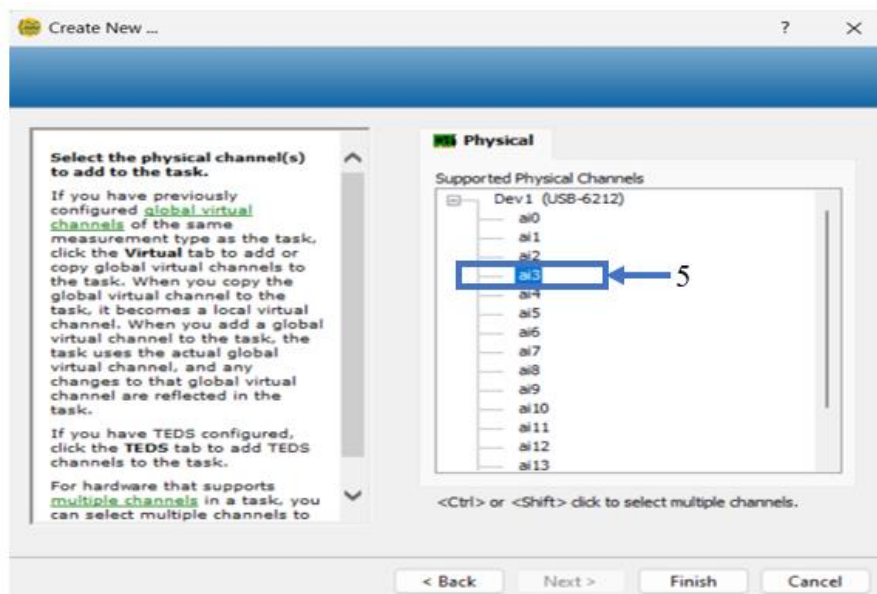 Create New ...
?
Select the physical channel(s)
to add to the task.
If you have previously
configured global virtual
channels of the same
measurement type as the task,
click the Virtual tab to add or
copy global virtual channels to
the task. When you copy the
global virtual channel to the
task, it becomes a local virtual
channel. When you add a global
virtual channel to the task, the
task uses the actual global
virtual channel, and any
changes to that global virtual
channel are reflected in the
task.
If you have TEDS configured,
click the TEDS tab to add TEDS
channels to the task.
For hardware that supports
multiple channels in a task, you
can select multiple channels to
Physical
Supported Physical Channels
Dev1 (USB-6212)
ai0
ai1
ai2
ai3
5
ai4
ai5
ai6
ai7
ai8
ai9
ai10
ai11
ai12
ai13
<Ctrl> or <Shift> click to select multiple channels.
< Back
Next >
Finish
Cancel